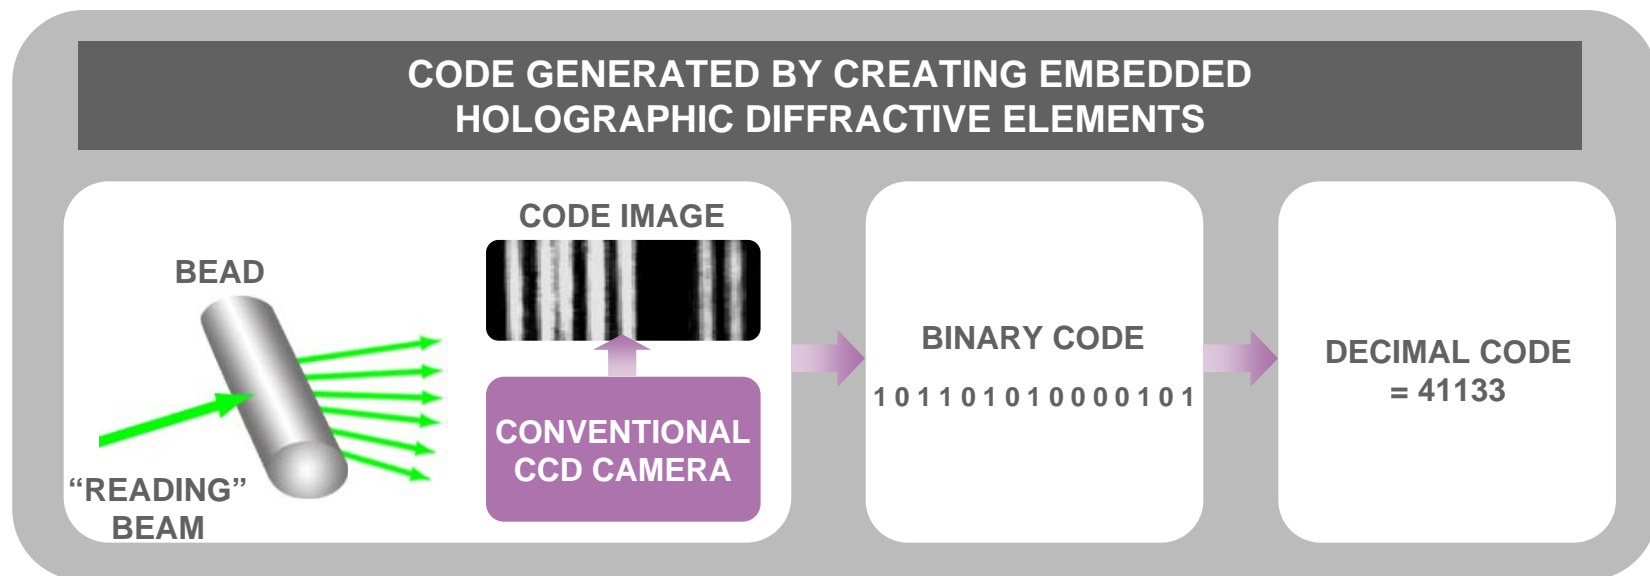 CODE GENERATED BY CREATING EMBEDDED
HOLOGRAPHIC DIFFRACTIVE ELEMENTS
CODE IMAGE
BEAD
CONVENTIONAL
CCD CAMERA
“READING”
BEAM
BINARY CODE
1 0 1 1 0 1 0 1 0 0 0 0 1 0 1
DECIMAL CODE
= 41133